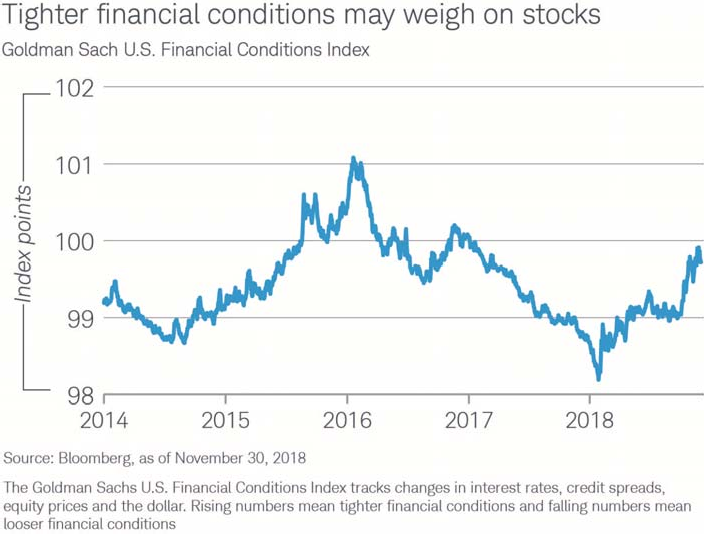 Tighter financial conditions may weigh on stocks
Goldman Sach U.S. Financial Conditions Index
102
101
100
99
98
Index points
2014
2015
2016
2017
2018
Source: Bloomberg, as of November 30, 2018
The Goldman Sachs U.S. Financial Conditions Index tracks changes in interest rates, credit spreads,
equity prices and the dollar. Rising numbers mean tighter financial conditions and falling numbers mean
looser financial conditions